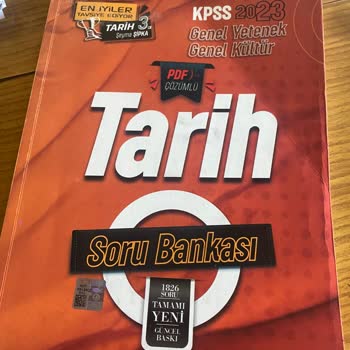 EN İYİLER
TAVSİYE EDİYOR
TARİH 3.
Şeyma ŞIPKA
KPSS 2023
Genel Yetenek
Genel Kültür
PDF
ÇÖZÜMLÜ
Tarih
Soru Bankası
1826
SORU
TAMAMI
YENİ
GÜNCEL
BASKI